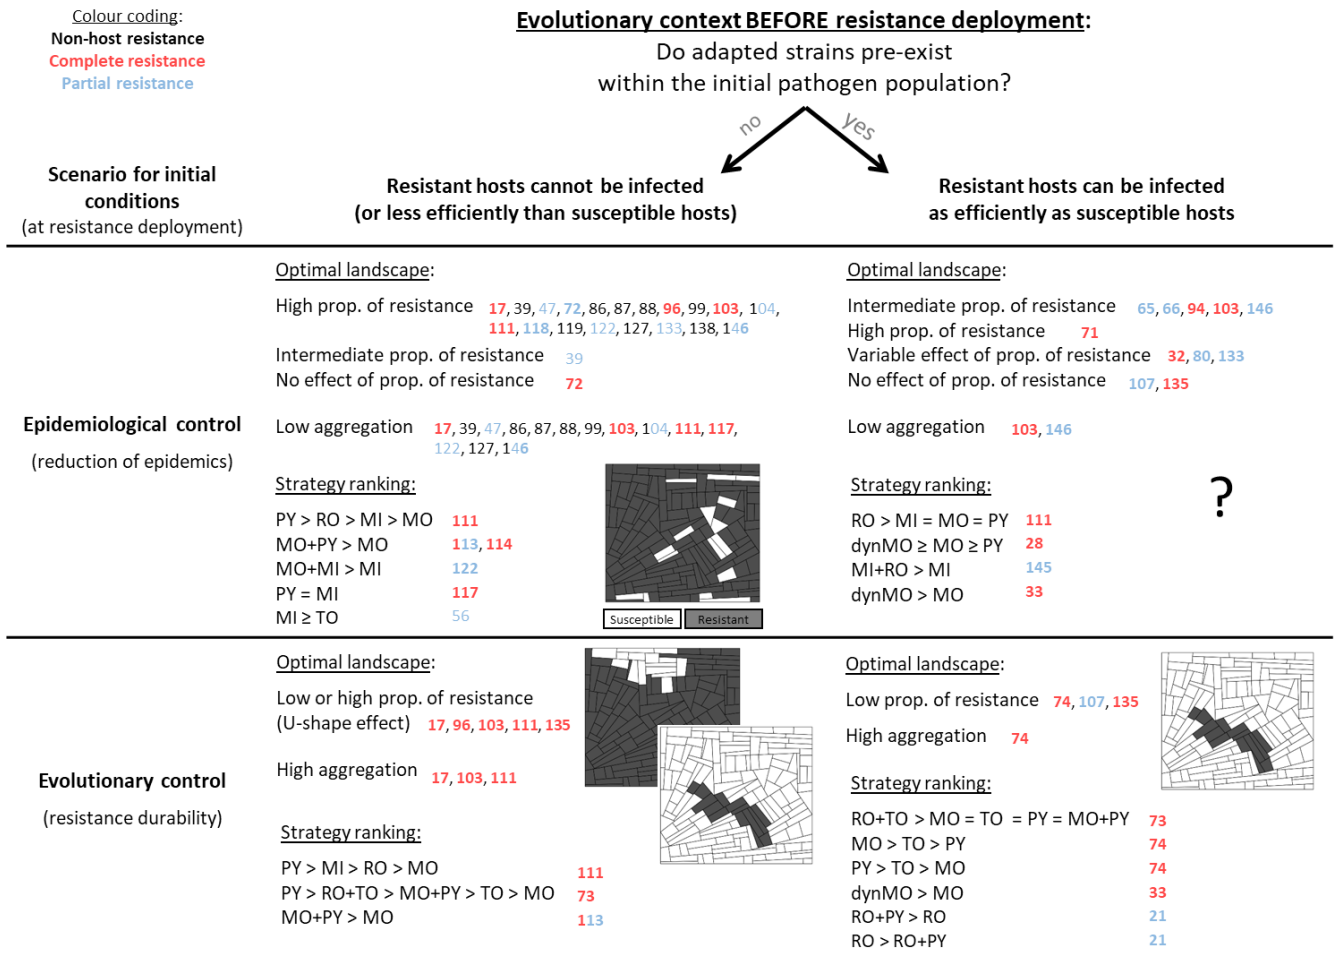 Colour coding:
Non-host resistance
Complete resistance
Partial resistance
Evolutionary context BEFORE resistance deployment:
Do adapted strains pre-exist
within the initial pathogen population?
no
yes
Scenario for initial
conditions
(at resistance deployment)
Resistant hosts cannot be infected
(or less efficiently than susceptible hosts)
Resistant hosts can be infected
as efficiently as susceptible hosts
Epidemiological control
(reduction of epidemics)
Optimal landscape:
High prop. of resistance 17, 39, 47, 72, 86, 87, 88, 96, 99, 103, 104,
111, 118, 119, 122, 127, 133, 138, 146
Intermediate prop. of resistance 39
No effect of prop. of resistance 72
Low aggregation 17, 39, 47, 86, 87, 88, 99, 103, 104, 111, 117,
122, 127, 146
Strategy ranking:
PY > RO > MI > MO 111
MO+PY > MO 113, 114
MO+MI > MI 122
PY = MI 117
MI ≥ TO 56
Susceptible
Resistant
Optimal landscape:
Intermediate prop. of resistance 65, 66, 94, 103, 146
High prop. of resistance 71
Variable effect of prop. of resistance 32, 80, 133
No effect of prop. of resistance 107, 135
Low aggregation 103, 146
Strategy ranking:
?
RO > MI = MO = PY 111
dynMO ≥ MO ≥ PY 28
MI+RO > MI 145
dynMO > MO 33
Evolutionary control
(resistance durability)
Optimal landscape:
Low or high prop. of resistance
(U-shape effect) 17, 96, 103, 111, 135
High aggregation 17, 103, 111
Strategy ranking:
PY > MI > RO > MO 111
PY > RO+TO > MO+PY > TO > MO 73
MO+PY > MO 113
Optimal landscape:
Low prop. of resistance 74, 107, 135
High aggregation 74
Strategy ranking:
RO+TO > MO = TO = PY = MO+PY 73
MO > TO > PY 74
PY > TO > MO 74
dynMO > MO 33
RO+PY > RO 21
RO > RO+PY 21